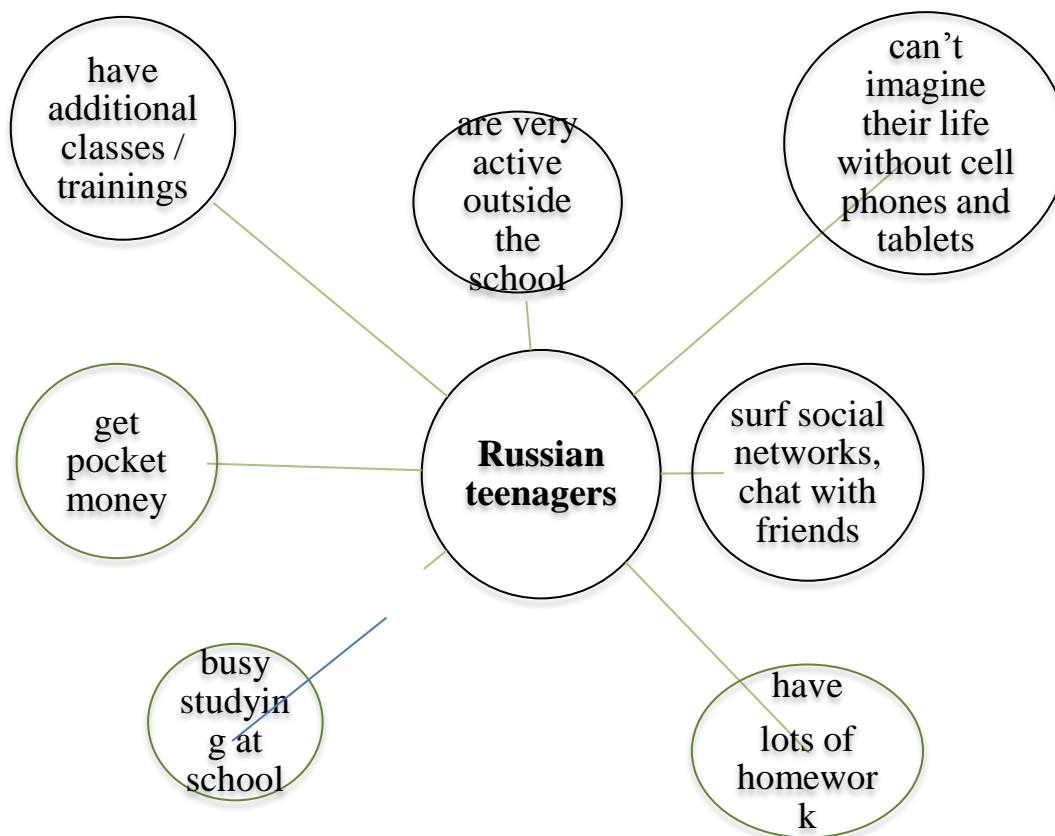 have
additional
classes /
trainings
are very
active
outside
the
school
can’t
imagine
their life
without cell
phones and
tablets
get
pocket
money
Russian
teenagers
surf social
networks,
chat with
friends
busy
studyin
g at
school
have
lots of
homewor
k